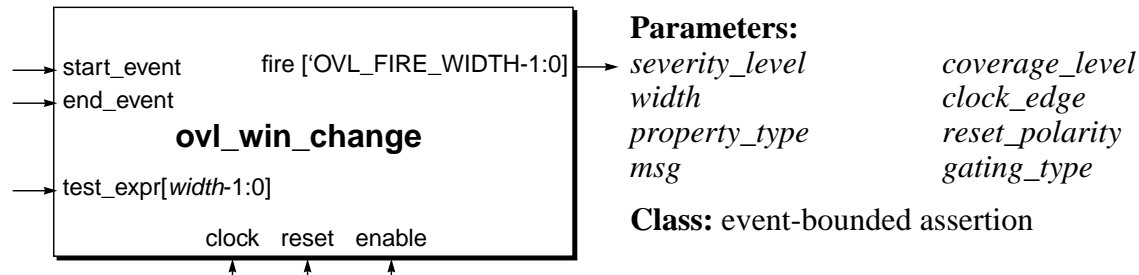 start_event
fire [‘OVL_FIRE_WIDTH-1:0]
end_event
ovl_win_change
test_expr[width-1:0]
clock reset enable
Parameters:
severity_level coverage_level
width clock_edge
property_type reset_polarity
msg gating_type
Class: event-bounded assertion